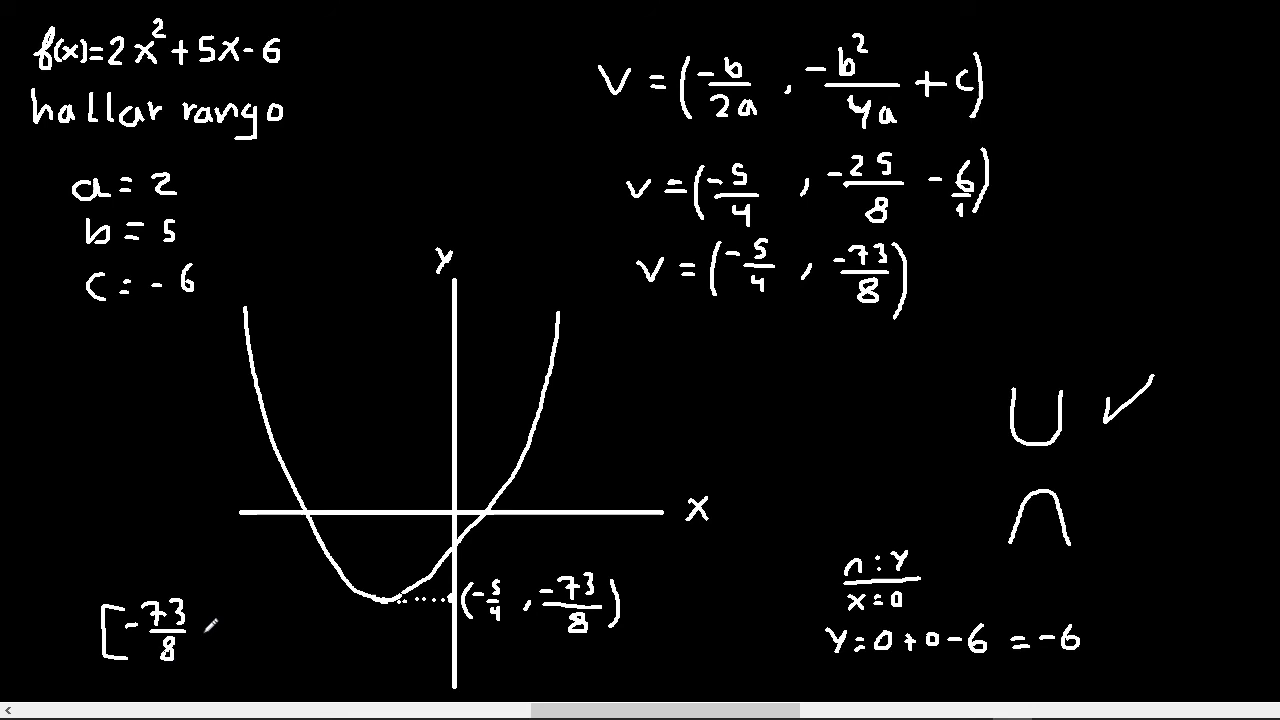 f(x)=2x²+5x-6
hallar rango
a=2
b=5
c=-6
V=(-b/2a, -b²/4a+c)
V=(-5/4, -25/8-6/1)
V=(-5/4, -73/8)
Y
X
(-5/4, -73/8)
[-73/8
n:Y
x=0
Y=0+0-6=-6